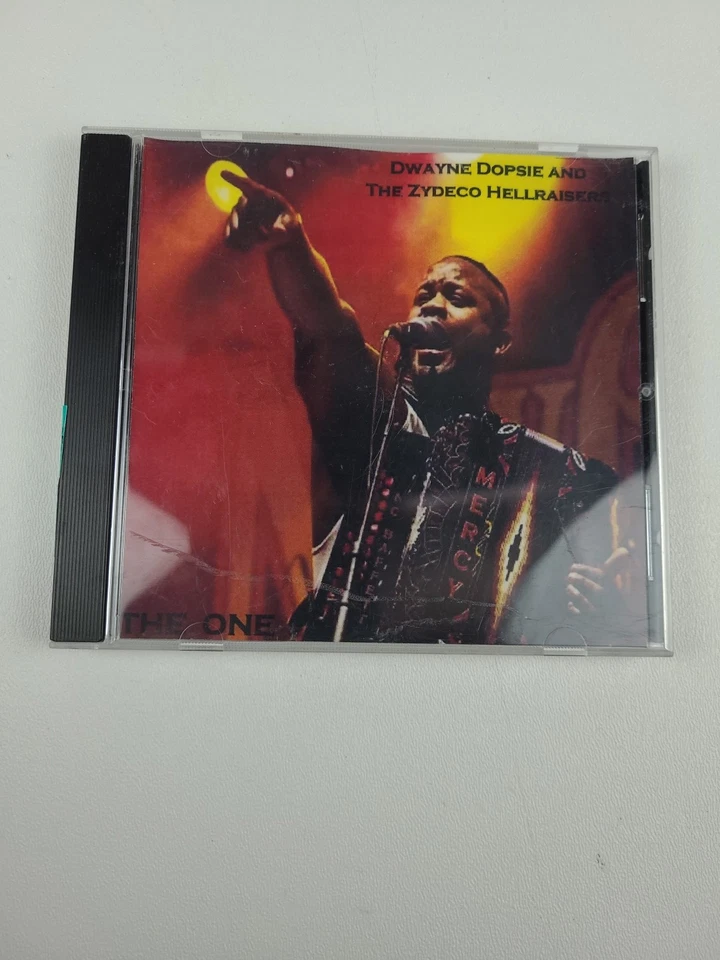 DWAYNE DOPSIE AND
THE ZYDECO HELLRAISERS
MERCY
THE ONE